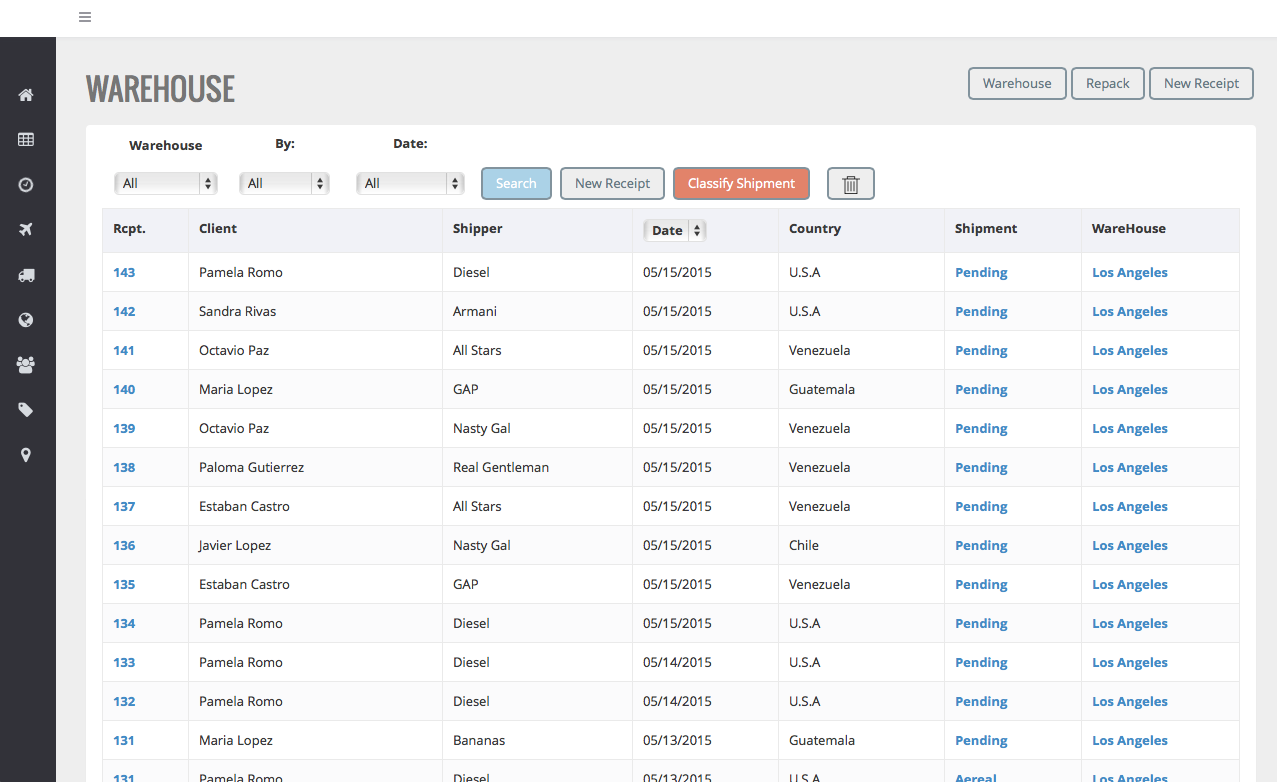 WAREHOUSE
Warehouse Repack New Receipt
Warehouse By: Date:
All All All Search New Receipt Classify Shipment
Rcpt. Client Shipper Date Country Shipment WareHouse
143 Pamela Romo Diesel 05/15/2015 U.S.A Pending Los Angeles
142 Sandra Rivas Armani 05/15/2015 U.S.A Pending Los Angeles
141 Octavio Paz All Stars 05/15/2015 Venezuela Pending Los Angeles
140 Maria Lopez GAP 05/15/2015 Guatemala Pending Los Angeles
139 Octavio Paz Nasty Gal 05/15/2015 Venezuela Pending Los Angeles
138 Paloma Gutierrez Real Gentleman 05/15/2015 Venezuela Pending Los Angeles
137 Estaban Castro All Stars 05/15/2015 Venezuela Pending Los Angeles
136 Javier Lopez Nasty Gal 05/15/2015 Chile Pending Los Angeles
135 Estaban Castro GAP 05/15/2015 Venezuela Pending Los Angeles
134 Pamela Romo Diesel 05/15/2015 U.S.A Pending Los Angeles
133 Pamela Romo Diesel 05/14/2015 U.S.A Pending Los Angeles
132 Pamela Romo Diesel 05/14/2015 U.S.A Pending Los Angeles
131 Maria Lopez Bananas 05/13/2015 Guatemala Pending Los Angeles
131 Pamela Romo Diesel 05/13/2015 U.S.A Aereal Los Angeles